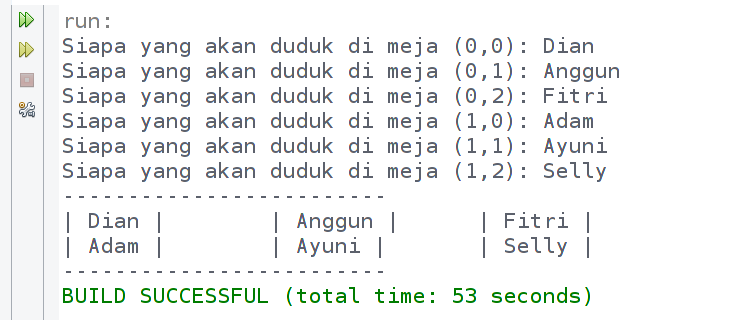 run:
Siapa yang akan duduk di meja (0,0): Dian
Siapa yang akan duduk di meja (0,1): Anggun
Siapa yang akan duduk di meja (0,2): Fitri
Siapa yang akan duduk di meja (1,0): Adam
Siapa yang akan duduk di meja (1,1): Ayuni
Siapa yang akan duduk di meja (1,2): Selly
-------------------------
| Dian |        | Anggun |      | Fitri |
| Adam |        | Ayuni |       | Selly |
-------------------------
BUILD SUCCESSFUL (total time: 53 seconds)